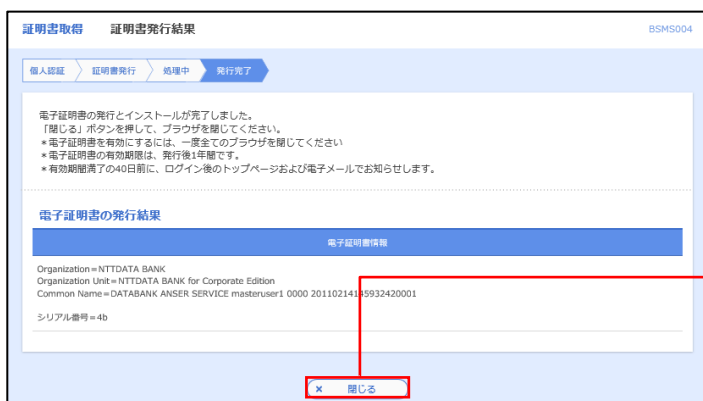 証明書取得 証明書発行結果 BSMS004
個人認証 証明書発行 処理中 発行完了
電子証明書の発行とインストールが完了しました。
「閉じる」ボタンを押して、ブラウザを閉じてください。
＊電子証明書を有効にするには、一度全てのブラウザを閉じてください
＊電子証明書の有効期限は、発行後1年間です。
＊有効期間満了の40日前に、ログイン後のトップページおよび電子メールでお知らせします。
電子証明書の発行結果
電子証明書情報
Organization=NTTDATA BANK
Organization Unit=NTTDATA BANK for Corporate Edition
Common Name=DATABANK ANSER SERVICE masteruser1 0000
シリアル番号=4b
× 閉じる